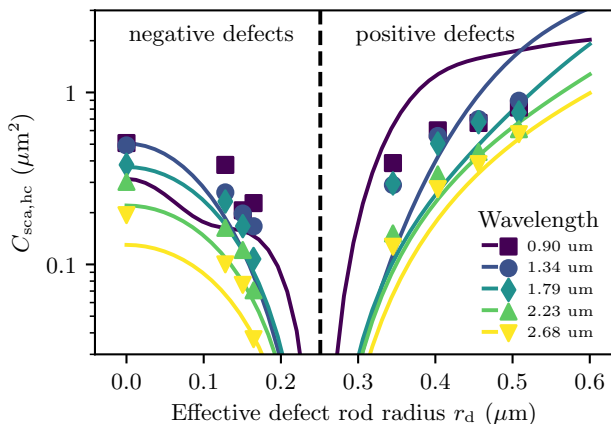 negative defects positive defects
C_sca,hc (μm²)
1
0.1
Wavelength
0.90 um
1.34 um
1.79 um
2.23 um
2.68 um
0.0 0.1 0.2 0.3 0.4 0.5 0.6
Effective defect rod radius r_d (μm)